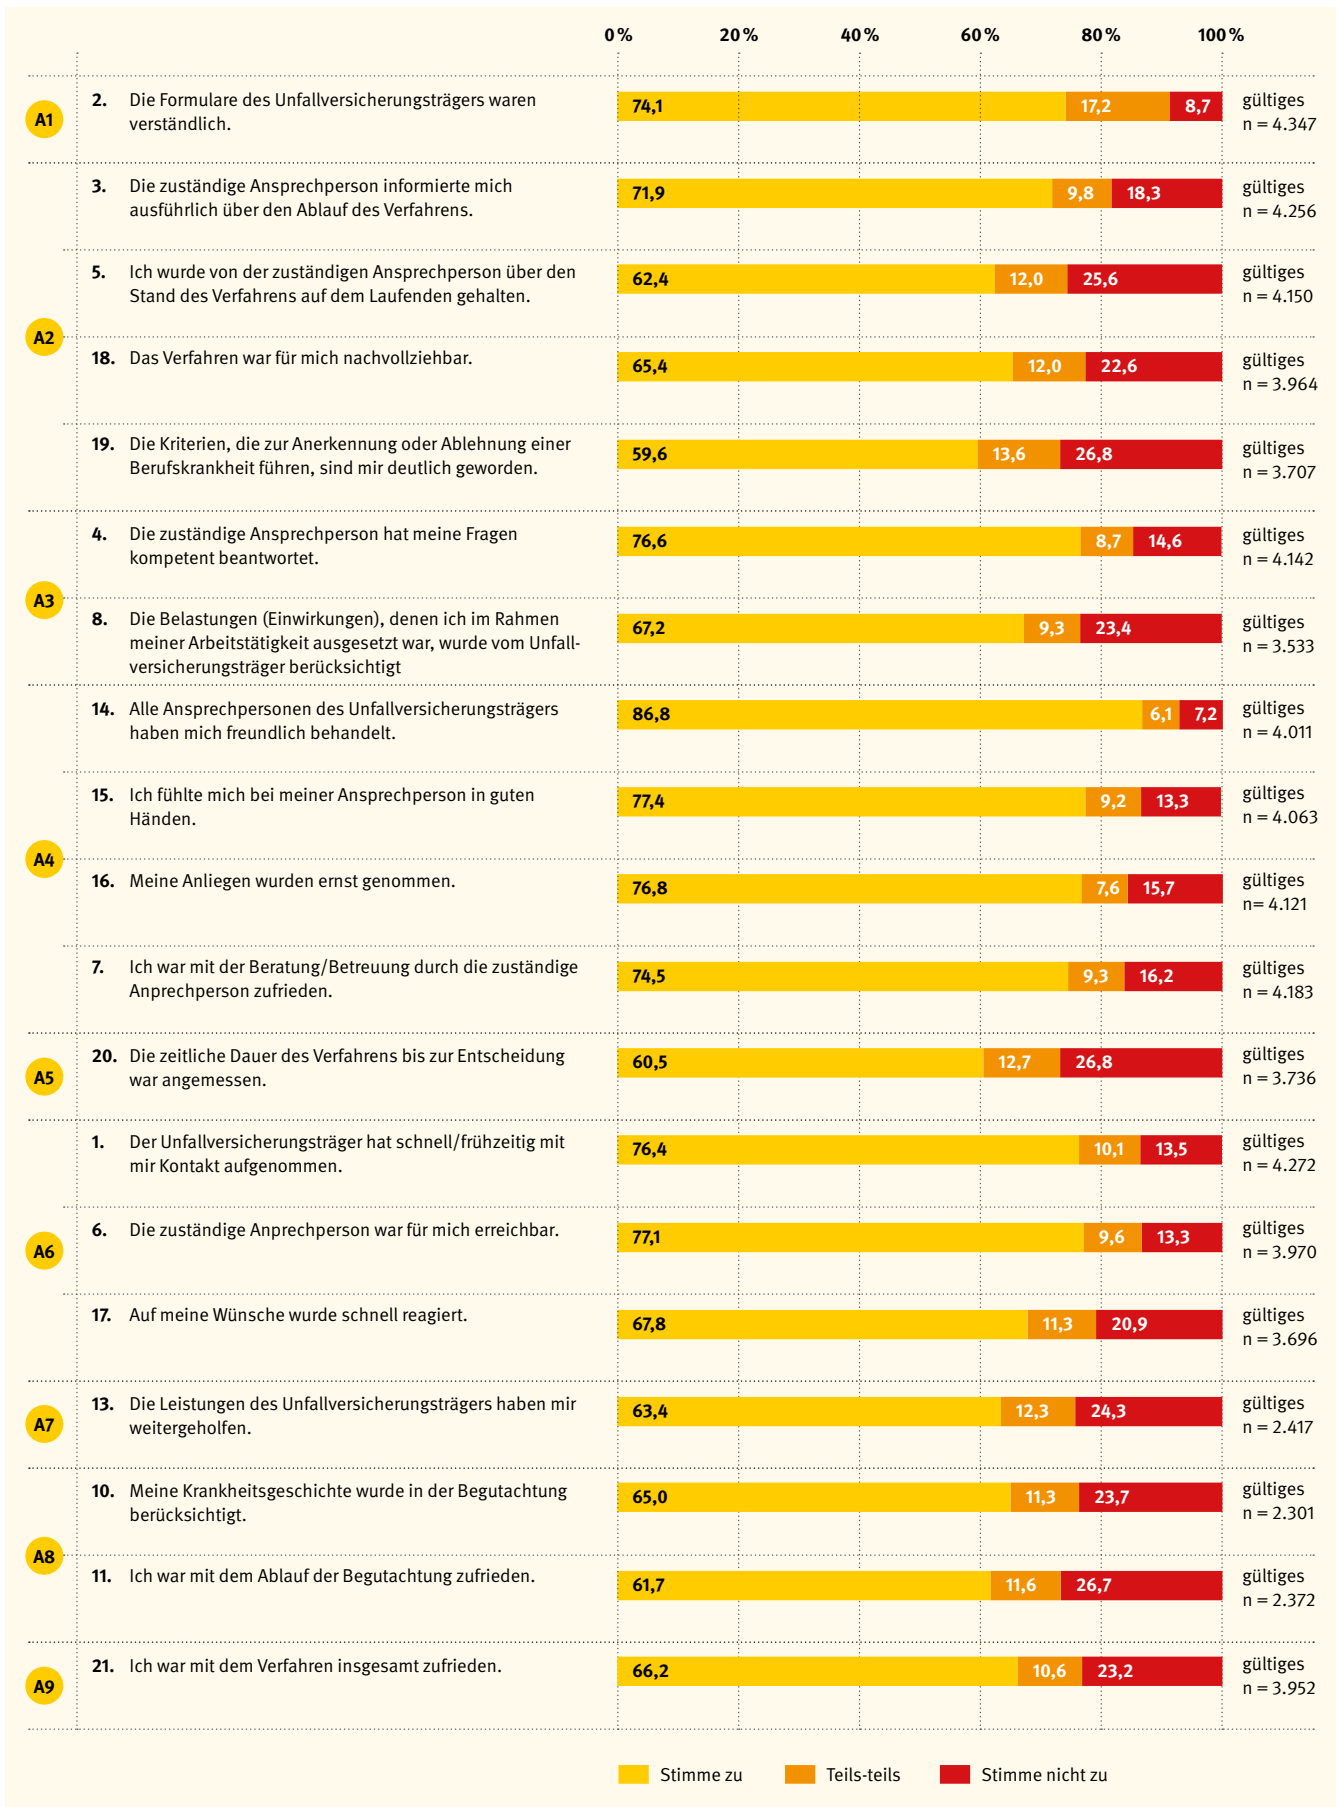 0 % 20 % 40 % 60 % 80 % 100 %
A1
2. Die Formulare des Unfallversicherungsträgers waren
verständlich.
74,1 17,2 8,7
gültiges
n = 4.347
A2
3. Die zuständige Ansprechperson informierte mich
ausführlich über den Ablauf des Verfahrens.
71,9 9,8 18,3
gültiges
n = 4.256
5. Ich wurde von der zuständigen Ansprechperson über den
Stand des Verfahrens auf dem Laufenden gehalten.
62,4 12,0 25,6
gültiges
n = 4.150
18. Das Verfahren war für mich nachvollziehbar.
65,4 12,0 22,6
gültiges
n = 3.964
19. Die Kriterien, die zur Anerkennung oder Ablehnung einer
Berufskrankheit führen, sind mir deutlich geworden.
59,6 13,6 26,8
gültiges
n = 3.707
A3
4. Die zuständige Ansprechperson hat meine Fragen
kompetent beantwortet.
76,6 8,7 14,6
gültiges
n = 4.142
8. Die Belastungen (Einwirkungen), denen ich im Rahmen
meiner Arbeitstätigkeit ausgesetzt war, wurde vom Unfall-
versicherungsträger berücksichtigt
67,2 9,3 23,4
gültiges
n = 3.533
A4
14. Alle Ansprechpersonen des Unfallversicherungsträgers
haben mich freundlich behandelt.
86,8 6,1 7,2
gültiges
n = 4.011
15. Ich fühlte mich bei meiner Ansprechperson in guten
Händen.
77,4 9,2 13,3
gültiges
n = 4.063
16. Meine Anliegen wurden ernst genommen.
76,8 7,6 15,7
gültiges
n= 4.121
7. Ich war mit der Beratung/Betreuung durch die zuständige
Anprechperson zufrieden.
74,5 9,3 16,2
gültiges
n = 4.183
A5
20. Die zeitliche Dauer des Verfahrens bis zur Entscheidung
war angemessen.
60,5 12,7 26,8
gültiges
n = 3.736
A6
1. Der Unfallversicherungsträger hat schnell/frühzeitig mit
mir Kontakt aufgenommen.
76,4 10,1 13,5
gültiges
n = 4.272
6. Die zuständige Anprechperson war für mich erreichbar.
77,1 9,6 13,3
gültiges
n = 3.970
17. Auf meine Wünsche wurde schnell reagiert.
67,8 11,3 20,9
gültiges
n = 3.696
A7
13. Die Leistungen des Unfallversicherungsträgers haben mir
weitergeholfen.
63,4 12,3 24,3
gültiges
n = 2.417
A8
10. Meine Krankheitsgeschichte wurde in der Begutachtung
berücksichtigt.
65,0 11,3 23,7
gültiges
n = 2.301
11. Ich war mit dem Ablauf der Begutachtung zufrieden.
61,7 11,6 26,7
gültiges
n = 2.372
A9
21. Ich war mit dem Verfahren insgesamt zufrieden.
66,2 10,6 23,2
gültiges
n = 3.952
Stimme zu Teils-teils Stimme nicht zu